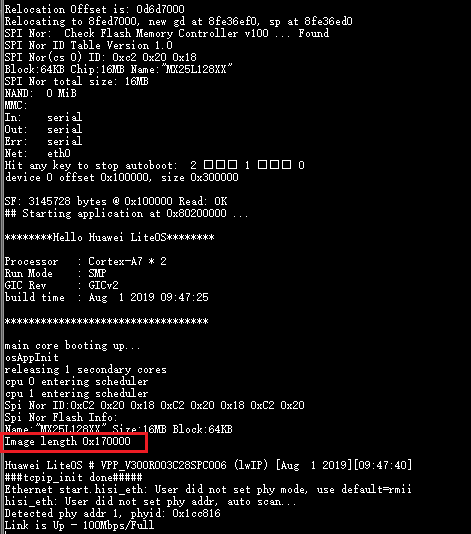 Relocation Offset is: 0d6d7000
Relocating to 8fed7000, new gd at 8fe36ef0, sp at 8fe36ed0
SPI Nor:  Check Flash Memory Controller v100 ... Found
SPI Nor ID Table Version 1.0
SPI Nor(cs 0) ID: 0xc2 0x20 0x18
Block:64KB Chip:16MB Name:"MX25L128XX"
SPI Nor total size: 16MB
NAND:  0 MiB
MMC:
In:    serial
Out:   serial
Err:   serial
Net:   eth0
Hit any key to stop autoboot:  2 □□□ 1 □□□ 0
device 0 offset 0x100000, size 0x300000
SF: 3145728 bytes @ 0x100000 Read: OK
## Starting application at 0x80200000 ...
********Hello Huawei LiteOS********
Processor   : Cortex-A7 * 2
Run Mode    : SMP
GIC Rev     : GICv2
build time  : Aug  1 2019 09:47:25
**********************************
main core booting up...
osAppInit
releasing 1 secondary cores
cpu 0 entering scheduler
cpu 1 entering scheduler
Spi Nor ID:0xC2 0x20 0x18 0xC2 0x20 0x18 0xC2 0x20
Spi Nor Flash Info:
Name:"MX25L128XX" Size:16MB Block:64KB
Image length 0x170000
Huawei LiteOS # VPP_V300R003C28SPC006 (lwIP) [Aug  1 2019][09:47:40]
###tcpip_init done#####
Ethernet start.hisi_eth: User did not set phy mode, use default=rmii
hisi_eth: User did not set phy addr, auto scan...
Detected phy addr 1, phyid: 0x1cc816
Link is Up - 100Mbps/Full